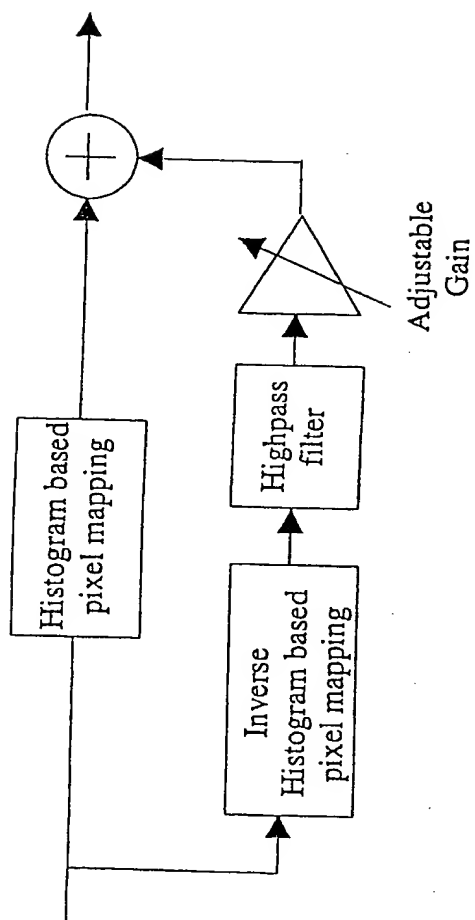 Histogram based
pixel mapping
Inverse
Histogram based
pixel mapping
Highpass
filter
Adjustable
Gain